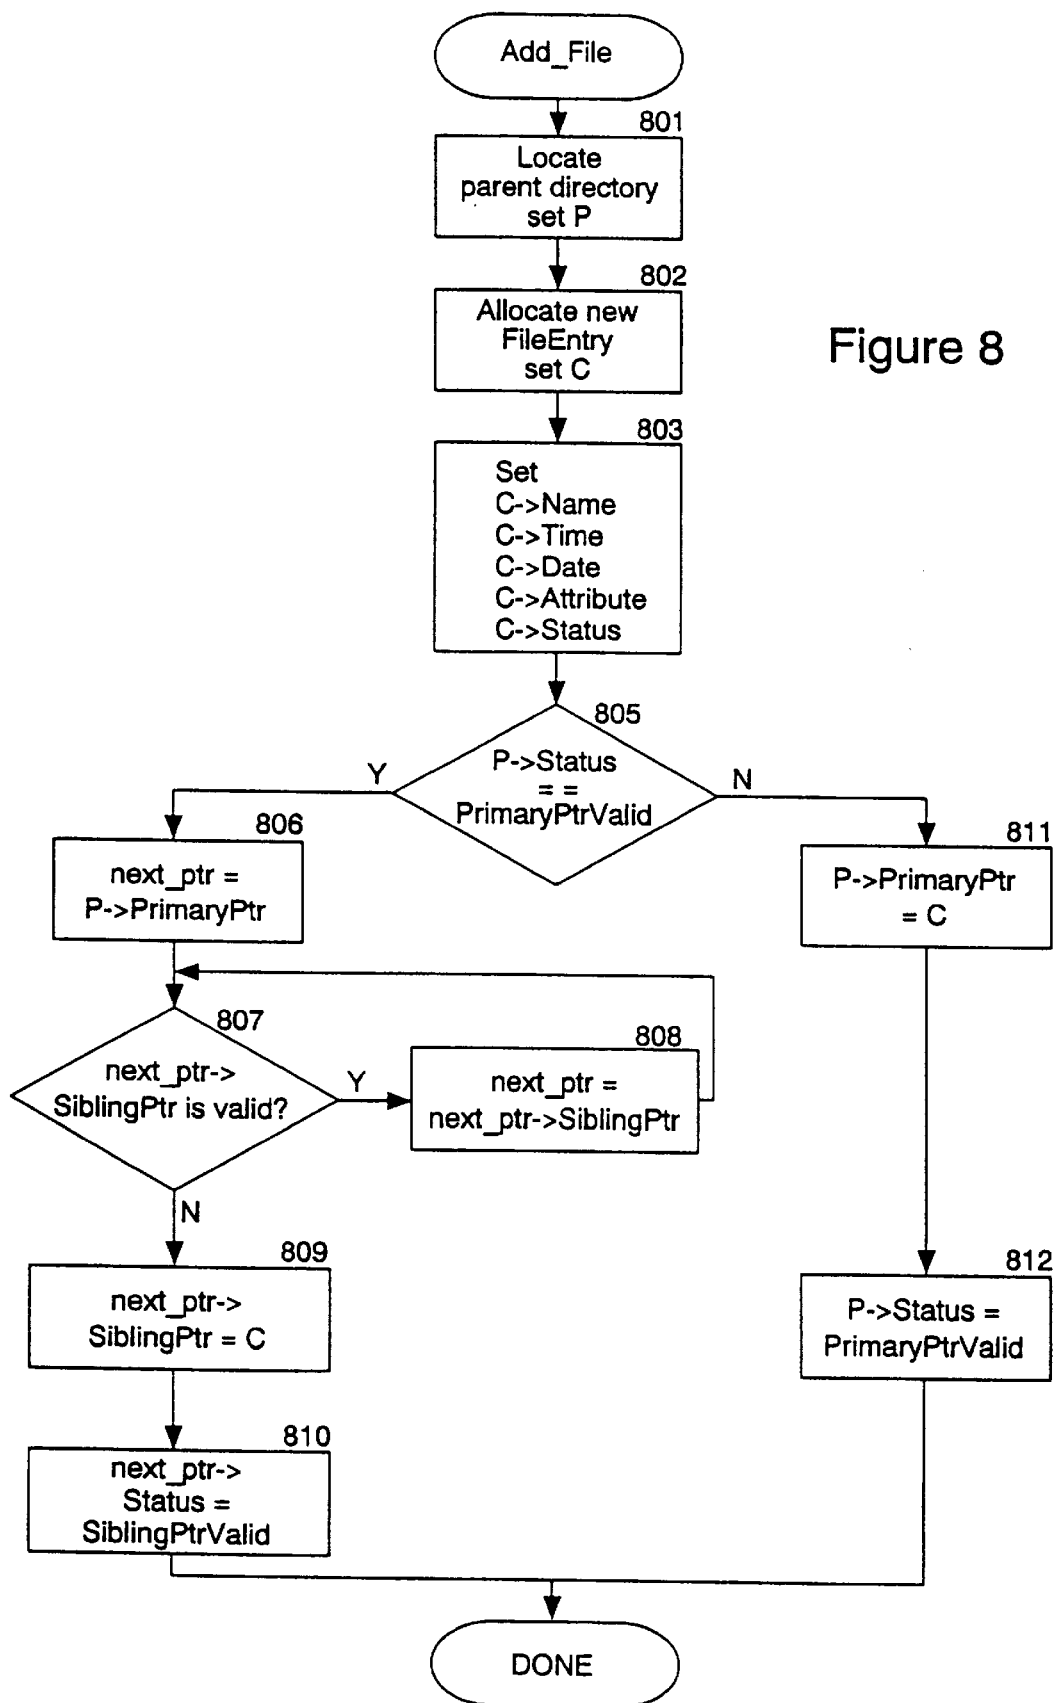 Add_File
801
Locate
parent directory
set P
802
Allocate new
FileEntry
set C
Figure 8
803
Set
C->Name
C->Time
C->Date
C->Attribute
C->Status
805
P->Status
= =
PrimaryPtrValid
Y
N
806
next_ptr =
P->PrimaryPtr
811
P->PrimaryPtr
= C
807
next_ptr->
SiblingPtr is valid?
Y
808
next_ptr =
next_ptr->SiblingPtr
N
809
next_ptr->
SiblingPtr = C
812
P->Status =
PrimaryPtrValid
810
next_ptr->
Status =
SiblingPtrValid
DONE